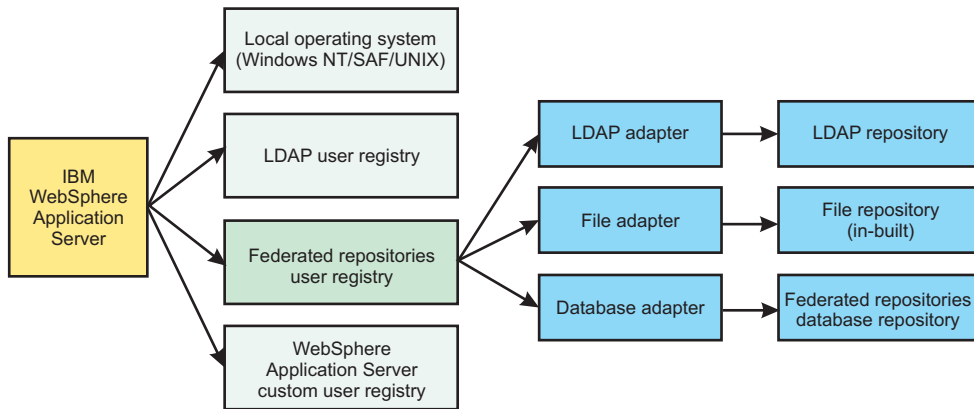 Local operating system
(Windows NT/SAF/UNIX)
LDAP user registry
IBM
WebSphere
Application
Server
Federated repositories
user registry
WebSphere
Application Server
custom user registry
LDAP adapter
LDAP repository
File adapter
File repository
(in-built)
Database adapter
Federated repositories
database repository